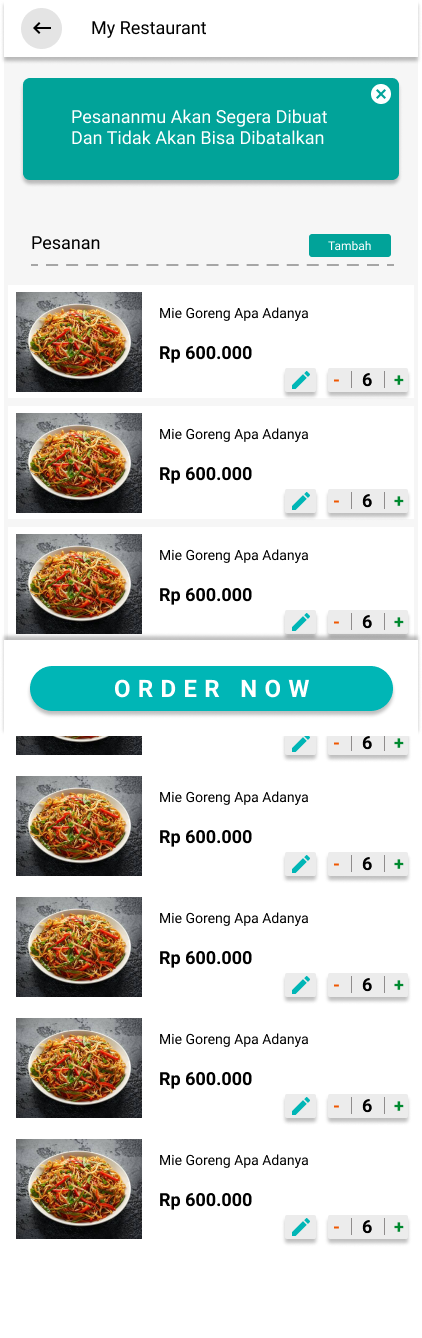 My Restaurant
Pesananmu Akan Segera Dibuat
Dan Tidak Akan Bisa Dibatalkan
Pesanan
Tambah
Mie Goreng Apa Adanya
Rp 600.000
- 6 +
Mie Goreng Apa Adanya
Rp 600.000
- 6 +
Mie Goreng Apa Adanya
Rp 600.000
- 6 +
ORDER NOW
- 6 +
Mie Goreng Apa Adanya
Rp 600.000
- 6 +
Mie Goreng Apa Adanya
Rp 600.000
- 6 +
Mie Goreng Apa Adanya
Rp 600.000
- 6 +
Mie Goreng Apa Adanya
Rp 600.000
- 6 +